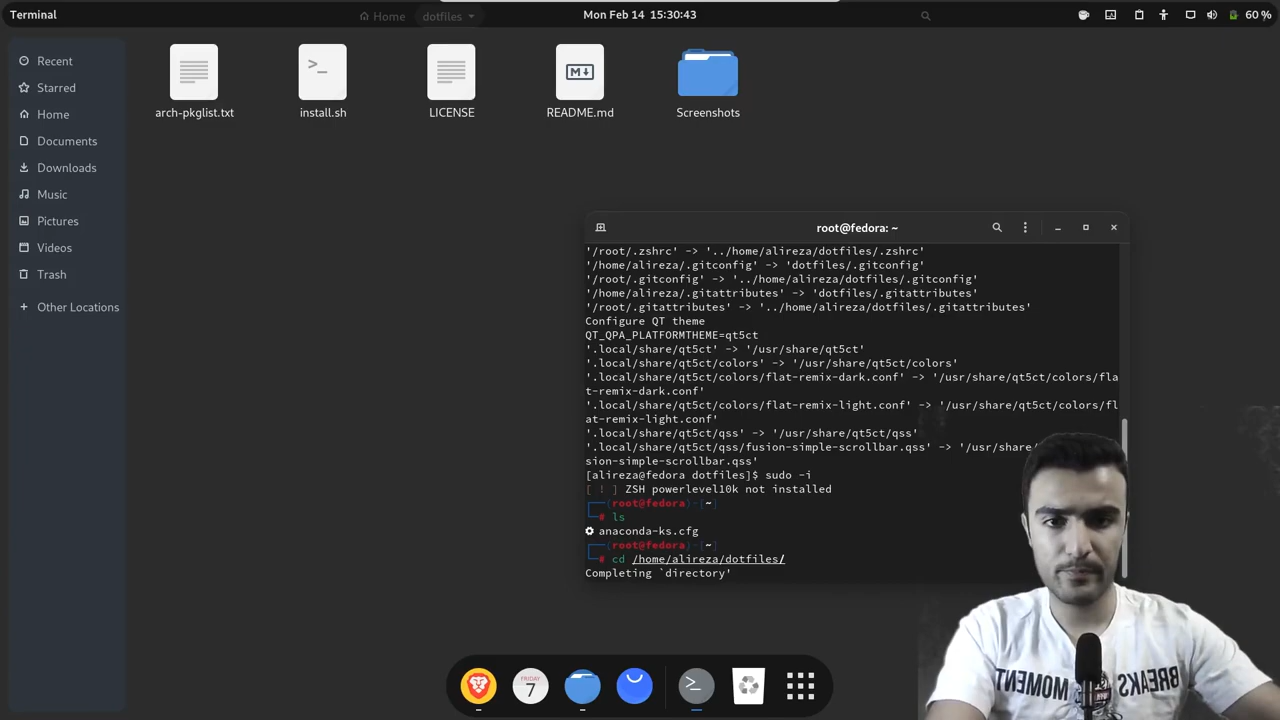 Terminal
Home
dotfiles
Mon Feb 14 15:30:43
60 %
Recent
Starred
Home
Documents
Downloads
Music
Pictures
Videos
Trash
+ Other Locations
arch-pkglist.txt
>_
install.sh
LICENSE
M
README.md
Screenshots
root@fedora: ~
'/root/.zshrc' -> '../home/alireza/dotfiles/.zshrc'
'/home/alireza/.gitconfig' -> 'dotfiles/.gitconfig'
'/root/.gitconfig' -> '../home/alireza/dotfiles/.gitconfig'
'/home/alireza/.gitattributes' -> 'dotfiles/.gitattributes'
'/root/.gitattributes' -> '../home/alireza/dotfiles/.gitattributes'
Configure QT theme
QT_QPA_PLATFORMTHEME=qt5ct
'.local/share/qt5ct' -> '/usr/share/qt5ct'
'.local/share/qt5ct/colors' -> '/usr/share/qt5ct/colors'
'.local/share/qt5ct/colors/flat-remix-dark.conf' -> '/usr/share/qt5ct/colors/fla
t-remix-dark.conf'
'.local/share/qt5ct/colors/flat-remix-light.conf' -> '/usr/share/qt5ct/colors/fl
at-remix-light.conf'
'.local/share/qt5ct/qss' -> '/usr/share/qt5ct/qss'
'.local/share/qt5ct/qss/fusion-simple-scrollbar.qss' -> '/usr/share
sion-simple-scrollbar.qss'
[alireza@fedora dotfiles]$ sudo -i
[ ! ] ZSH powerlevel10k not installed
(root@fedora)-[~]
# ls
anaconda-ks.cfg
(root@fedora)-[~]
# cd /home/alireza/dotfiles/
Completing `directory'
FRIDAY
7
>_
MOMENT
BREAKS